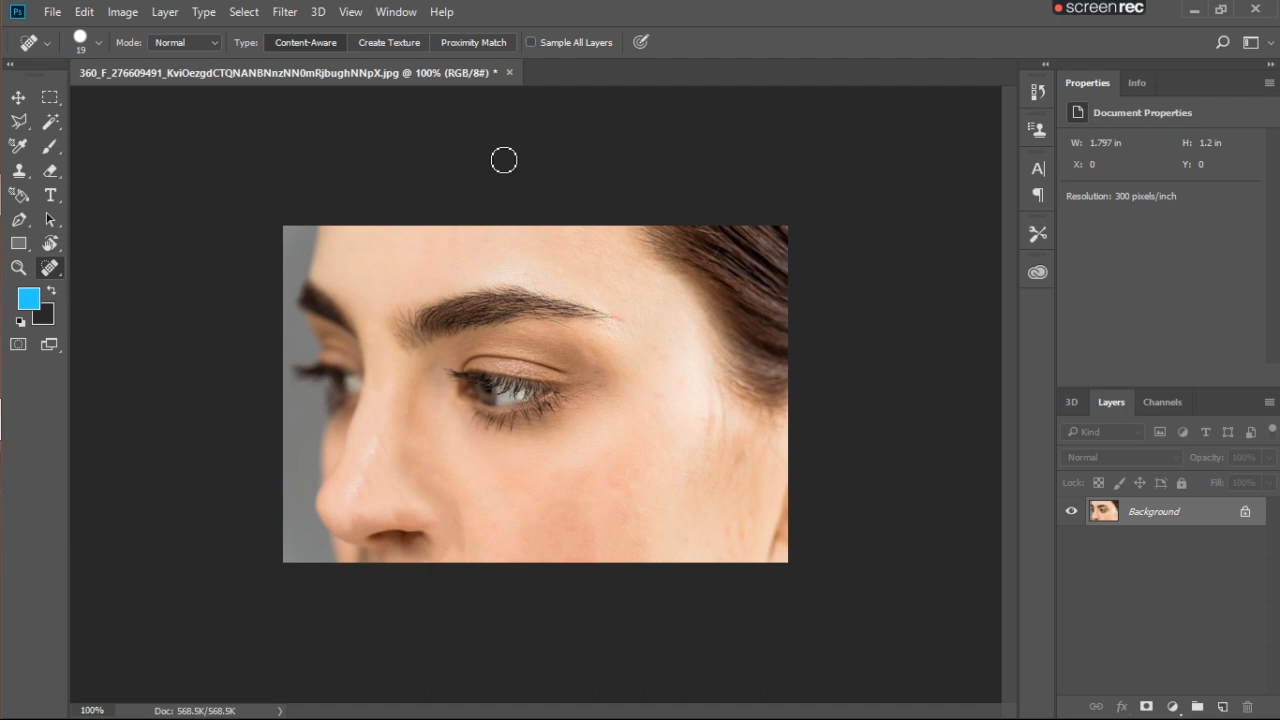 Ps File Edit Image Layer Type Select Filter 3D View Window Help screenrec
19 Mode: Normal Type: Content-Aware Create Texture Proximity Match Sample All Layers
360_F_276609491_KviOezgdCTQNANBNnzNN0mRjbughNNpX.jpg @ 100% (RGB/8#) *
Properties Info
Document Properties
W: 1.797 in H: 1.2 in
X: 0 Y: 0
Resolution: 300 pixels/inch
3D Layers Channels
Kind
Normal Opacity: 100%
Lock: Fill: 100%
Background
100% Doc: 568.5K/568.5K